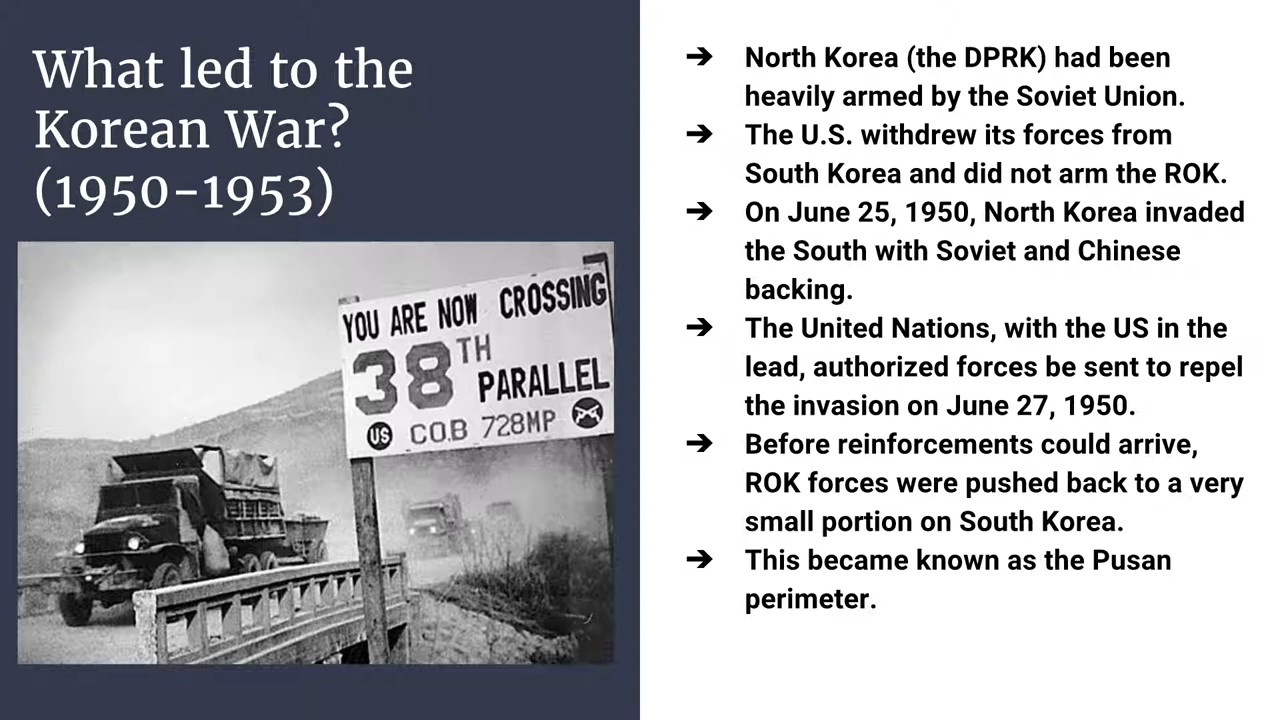 What led to the
Korean War?
(1950-1953)
YOU ARE NOW CROSSING
38TH
PARALLEL
US CO.B 728MP
➔ North Korea (the DPRK) had been
heavily armed by the Soviet Union.
➔ The U.S. withdrew its forces from
South Korea and did not arm the ROK.
➔ On June 25, 1950, North Korea invaded
the South with Soviet and Chinese
backing.
➔ The United Nations, with the US in the
lead, authorized forces be sent to repel
the invasion on June 27, 1950.
➔ Before reinforcements could arrive,
ROK forces were pushed back to a very
small portion on South Korea.
➔ This became known as the Pusan
perimeter.